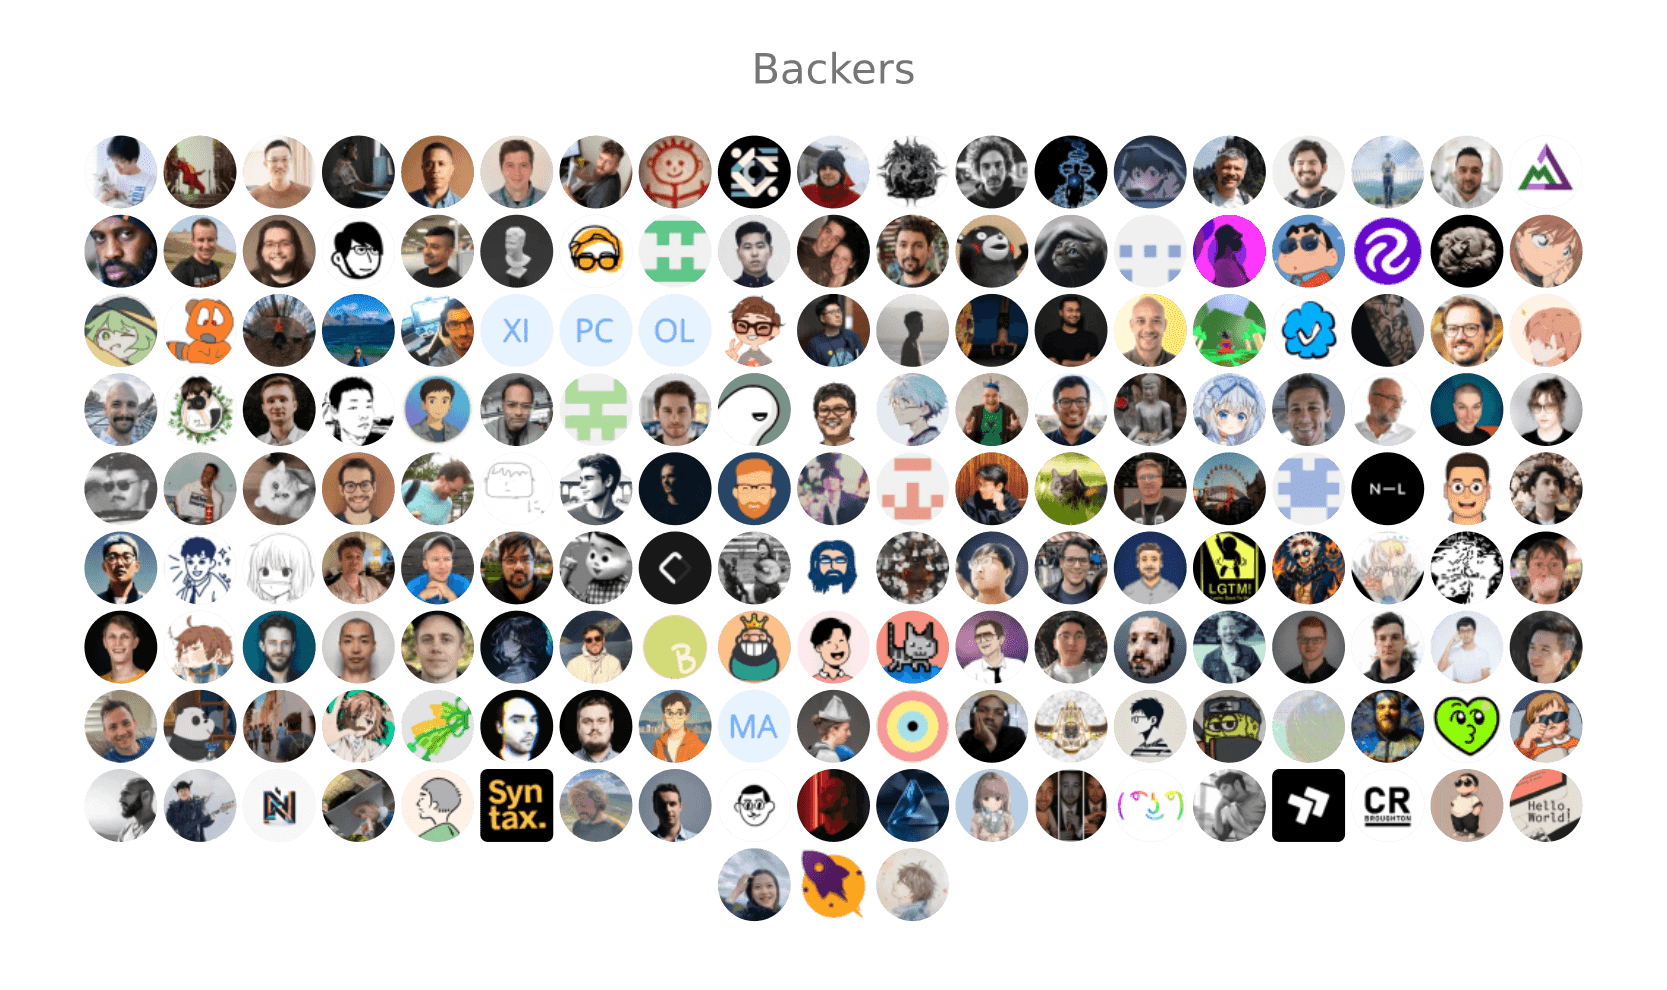 Backers
XI
PC
OL
N—L
LGTM!
B
MA
Syn
tax.
CR
BROUGHTON
Hello,
World!